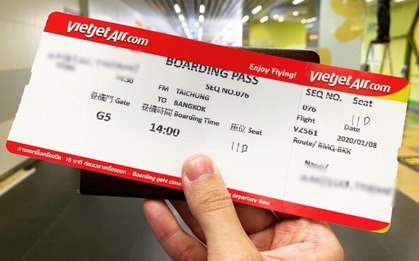 vietjetAir.com
BOARDING PASS
Enjoy Flying!
SEQ NO.076
FM TAICHUNG
TO BANGKOK
登機門 Gate
登機時間 Boarding Time
座位 Seat
G5
14:00
11D
Boarding gate close
departure time
vietjetAir.com
SEQ NO. Seat
076
11D
Flight Date
VZ561 2020/01/08
Route/ RMQ-BKK
Name/